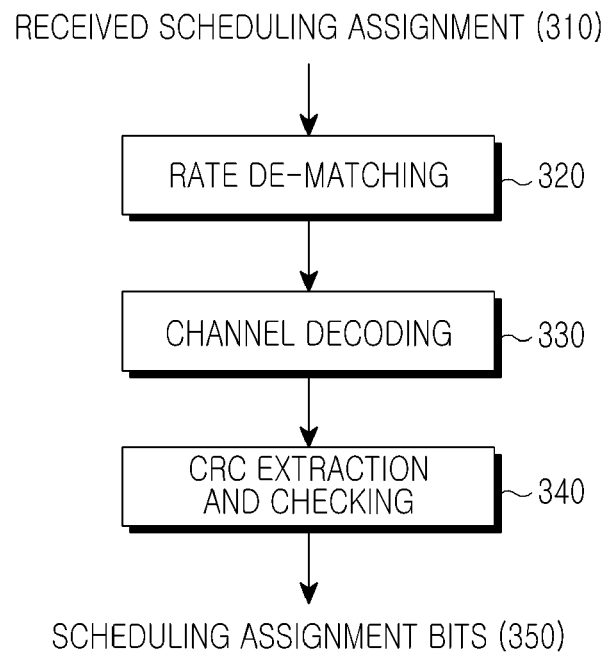 RECEIVED SCHEDULING ASSIGNMENT (310)
RATE DE-MATCHING
320
CHANNEL DECODING
330
CRC EXTRACTION
AND CHECKING
340
SCHEDULING ASSIGNMENT BITS (350)